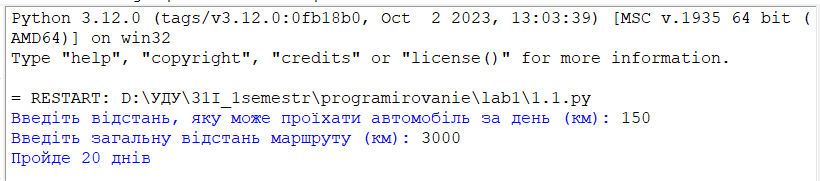 Python 3.12.0 (tags/v3.12.0:0fb18b0, Oct  2 2023, 13:03:39) [MSC v.1935 64 bit (
AMD64)] on win32
Type "help", "copyright", "credits" or "license()" for more information.
= RESTART: D:\УДУ\31І_1semestr\programirovanie\lab1\1.1.py
Введіть відстань, яку може проїхати автомобіль за день (км): 150
Введіть загальну відстань маршруту (км): 3000
Пройде 20 днів